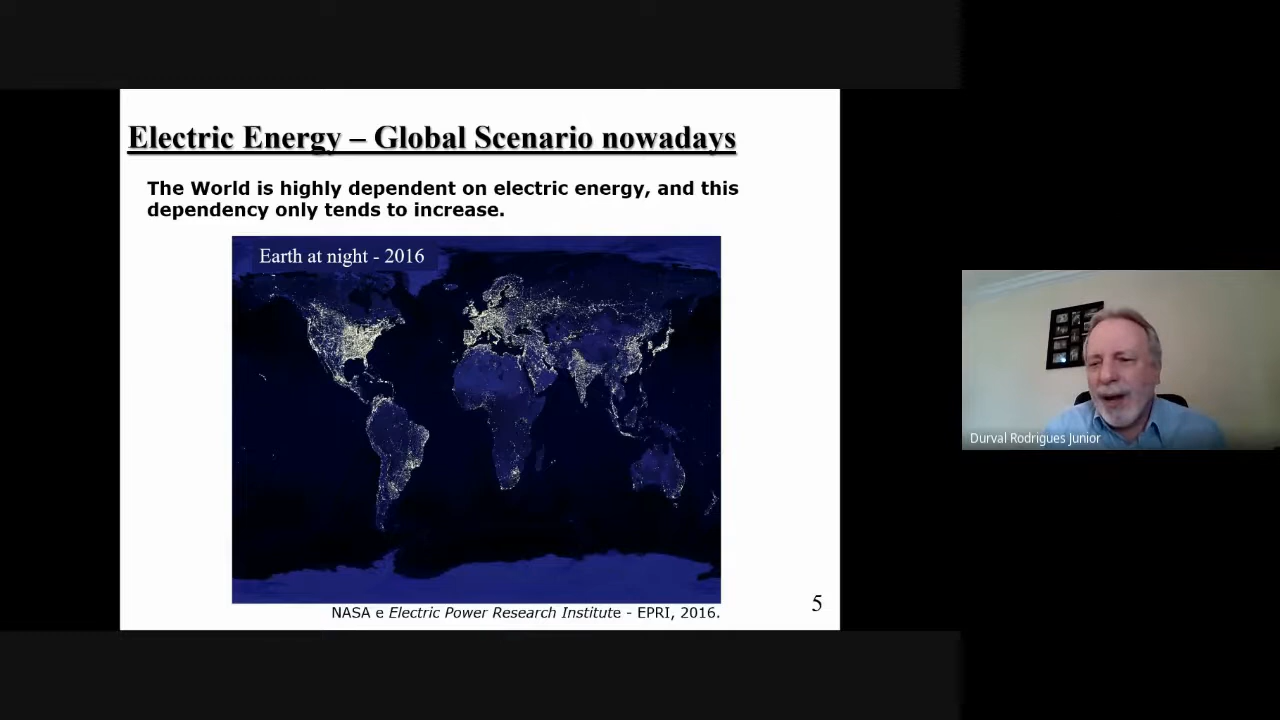 Electric Energy – Global Scenario nowadays
The World is highly dependent on electric energy, and this
dependency only tends to increase.
Earth at night - 2016
NASA e Electric Power Research Institute - EPRI, 2016.
5
Durval Rodrigues Junior